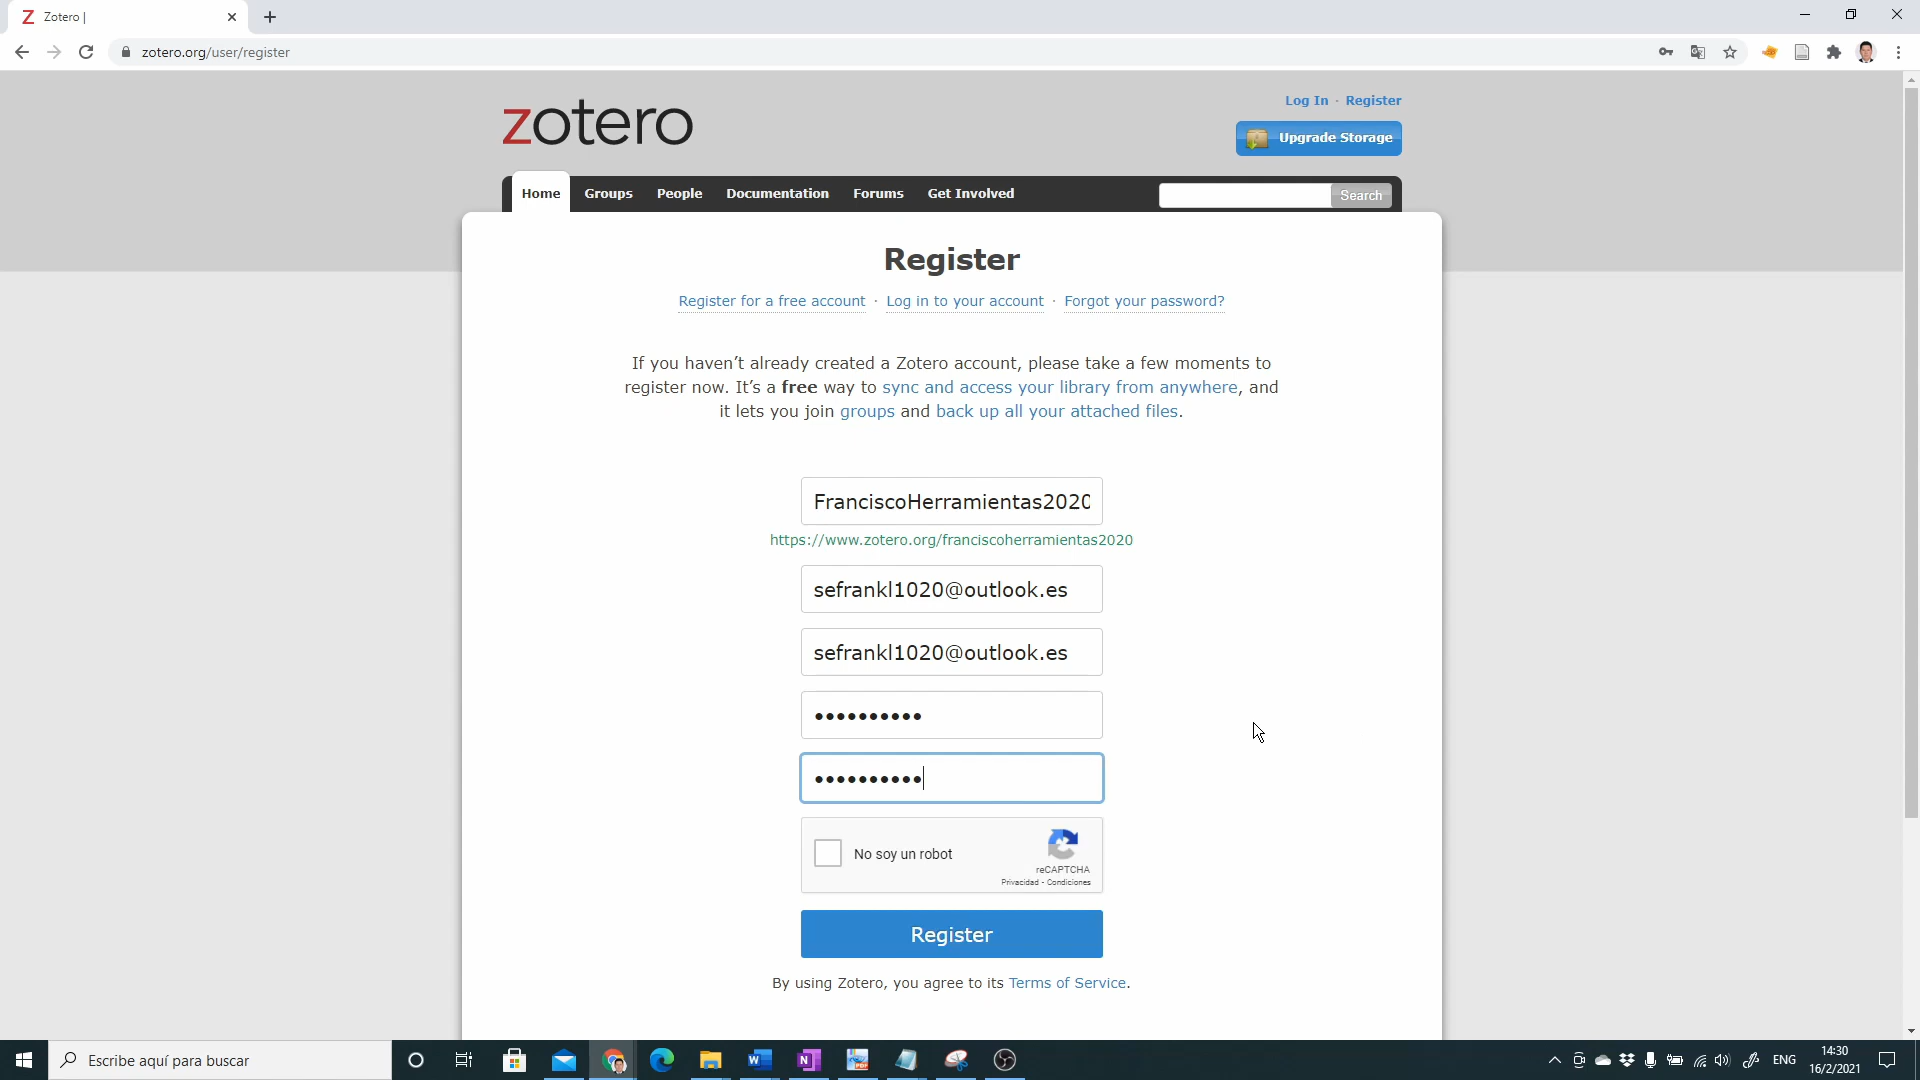 Zotero |
zotero.org/user/register
zotero
Log In · Register
Upgrade Storage
Home Groups People Documentation Forums Get Involved Search
Register
Register for a free account · Log in to your account · Forgot your password?
If you haven’t already created a Zotero account, please take a few moments to
register now. It’s a free way to sync and access your library from anywhere, and
it lets you join groups and back up all your attached files.
FranciscoHerramientas2020
https://www.zotero.org/franciscoherramientas2020
sefrankl1020@outlook.es
sefrankl1020@outlook.es
••••••••••
••••••••••
No soy un robot
reCAPTCHA
Privacidad - Condiciones
Register
By using Zotero, you agree to its Terms of Service.
Escribe aquí para buscar
ENG
14:30
16/2/2021